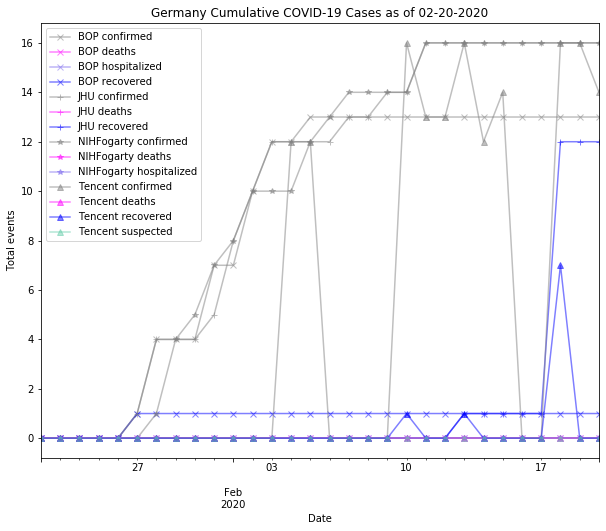 Germany Cumulative COVID-19 Cases as of 02-20-2020
BOP confirmed
BOP deaths
BOP hospitalized
BOP recovered
JHU confirmed
JHU deaths
JHU recovered
NIHFogarty confirmed
NIHFogarty deaths
NIHFogarty hospitalized
Tencent confirmed
Tencent deaths
Tencent recovered
Tencent suspected
Total events
16
14
12
10
8
6
4
2
0
27
03
10
17
Feb
2020
Date